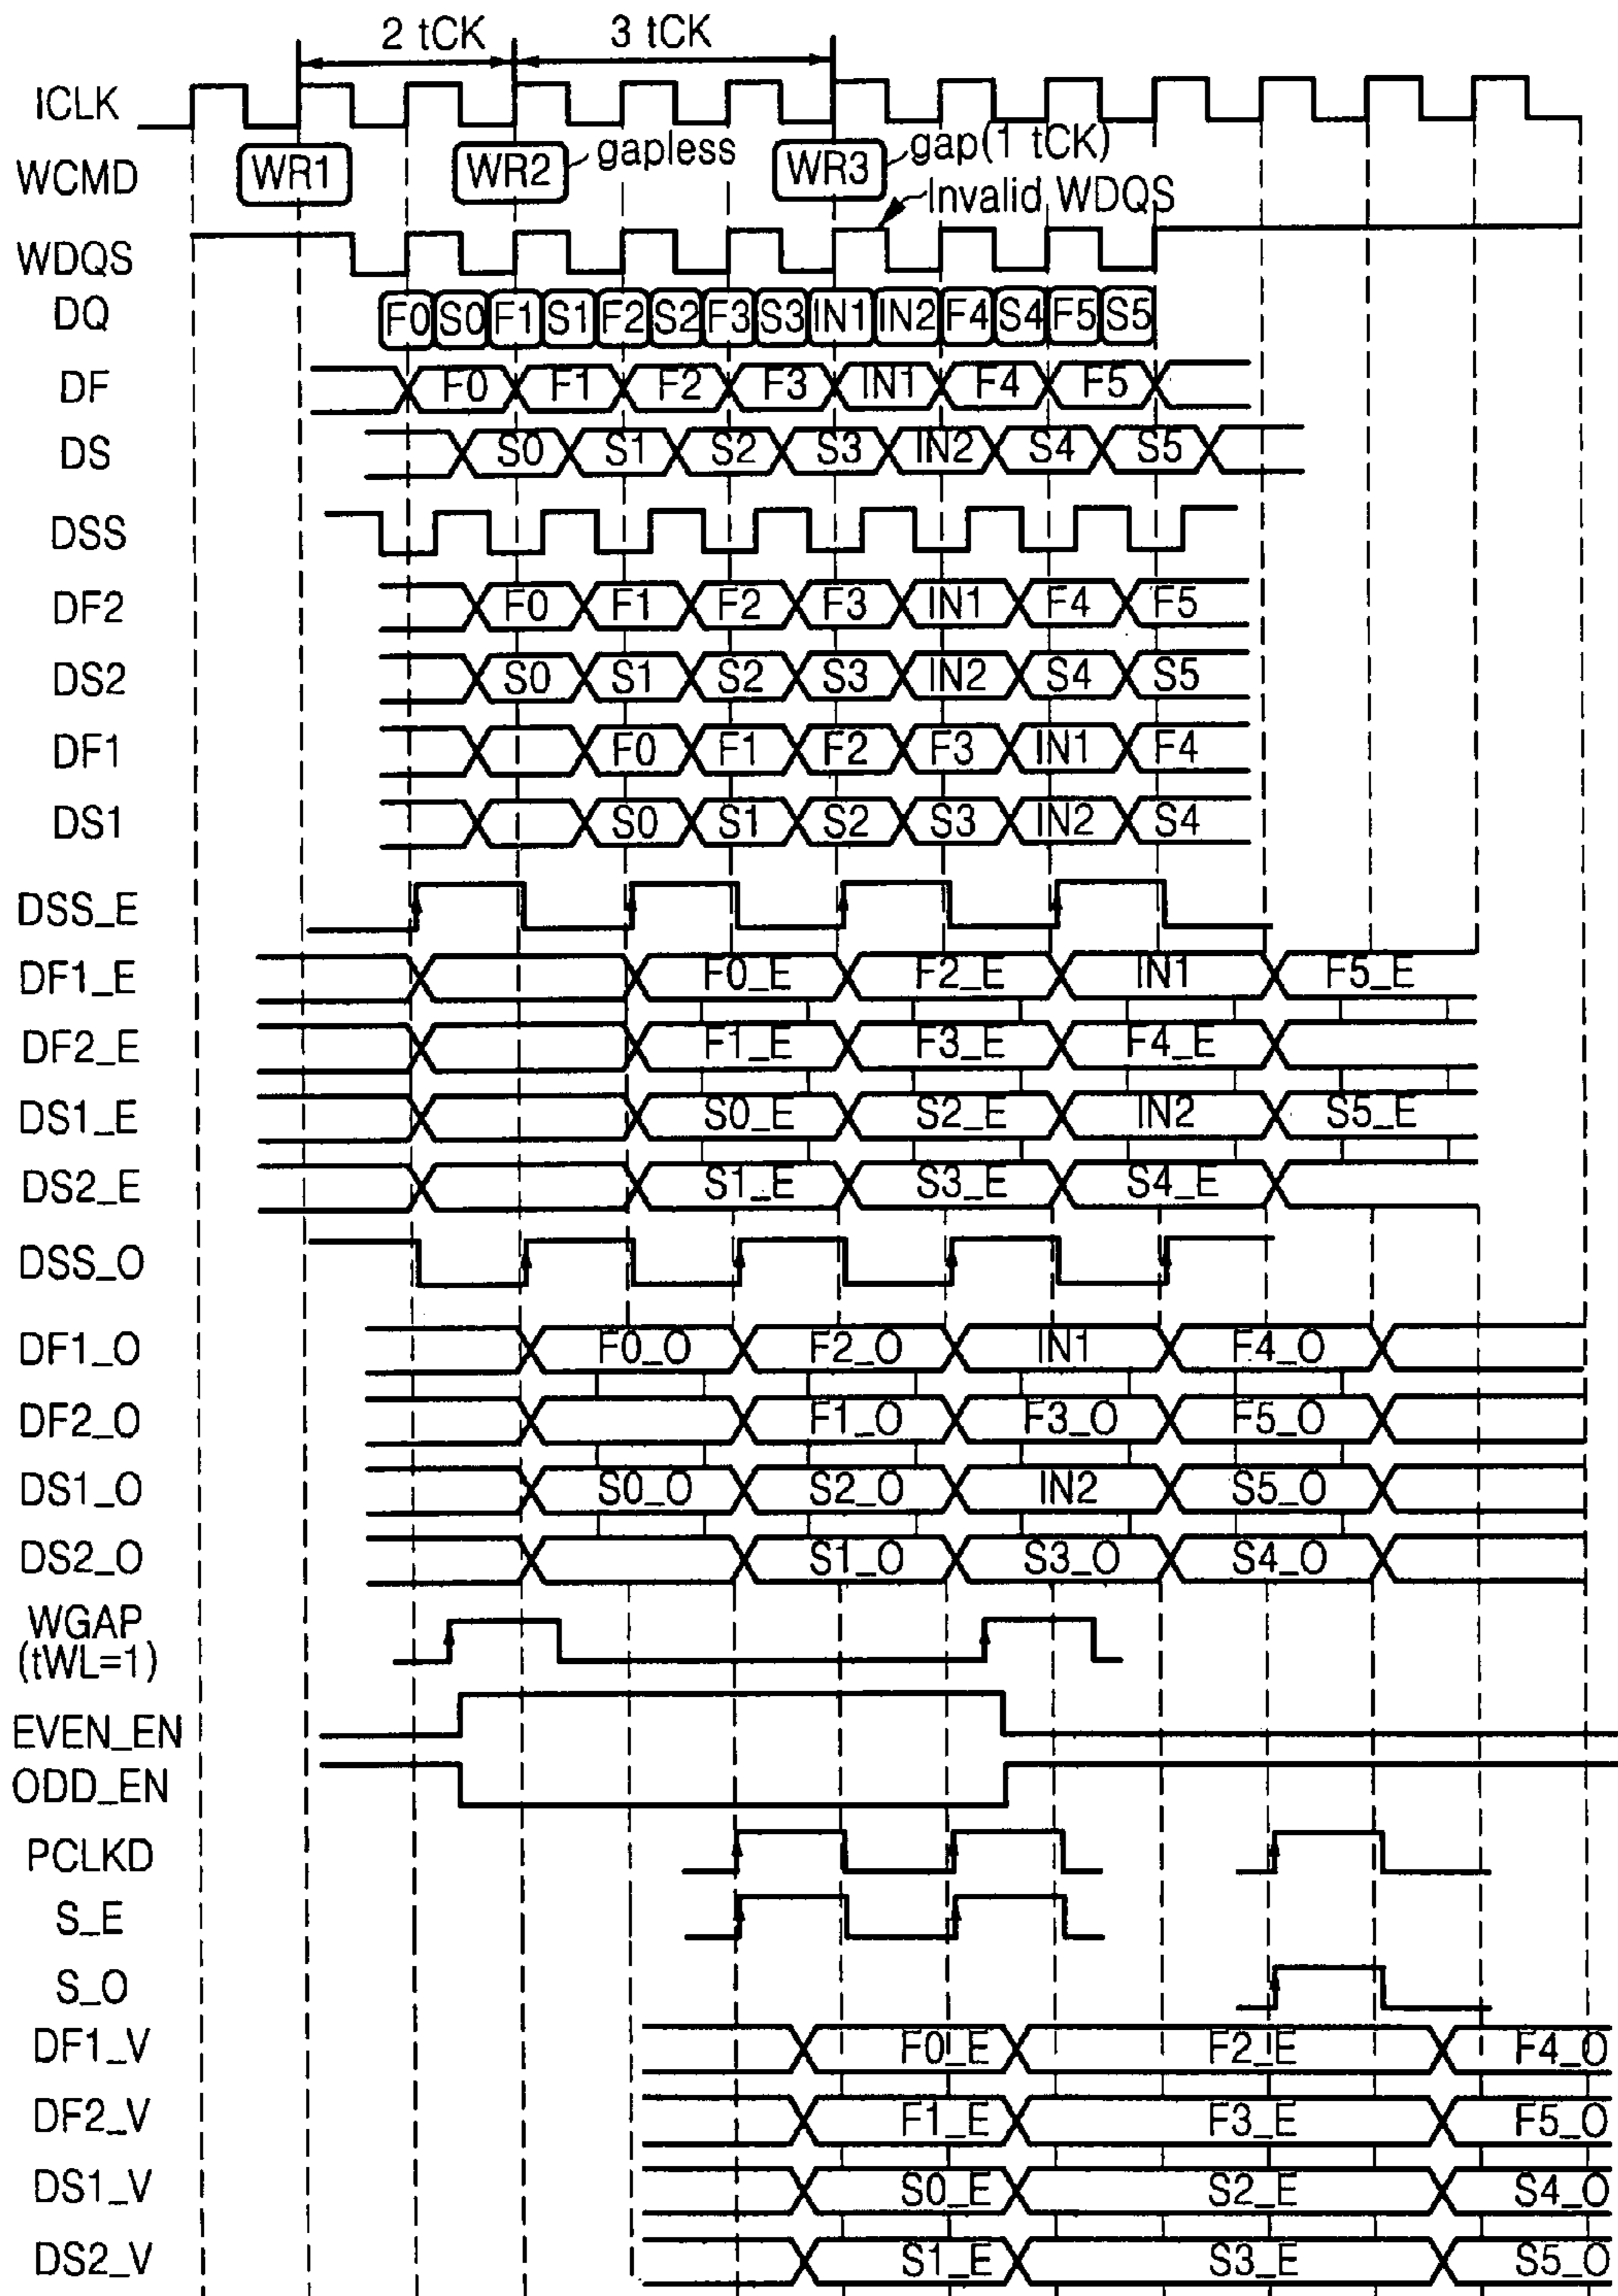 2 tCK 3 tCK
ICLK
WCMD WR1 WR2 gapless WR3 gap(1 tCK)
Invalid WDQS
WDQS
DQ F0 S0 F1 S1 F2 S2 F3 S3 IN1 IN2 F4 S4 F5 S5
DF F0 F1 F2 F3 IN1 F4 F5
DS S0 S1 S2 S3 IN2 S4 S5
DSS
DF2 F0 F1 F2 F3 IN1 F4 F5
DS2 S0 S1 S2 S3 IN2 S4 S5
DF1 F0 F1 F2 F3 IN1 F4
DS1 S0 S1 S2 S3 IN2 S4
DSS_E
DF1_E F0_E F2_E IN1 F5_E
DF2_E F1_E F3_E F4_E
DS1_E S0_E S2_E IN2 S5_E
DS2_E S1_E S3_E S4_E
DSS_O
DF1_O F0_O F2_O IN1 F4_O
DF2_O F1_O F3_O F5_O
DS1_O S0_O S2_O IN2 S5_O
DS2_O S1_O S3_O S4_O
WGAP
(tWL=1)
EVEN_EN
ODD_EN
PCLKD
S_E
S_O
DF1_V F0_E F2_E F4_O
DF2_V F1_E F3_E F5_O
DS1_V S0_E S2_E S4_O
DS2_V S1_E S3_E S5_O